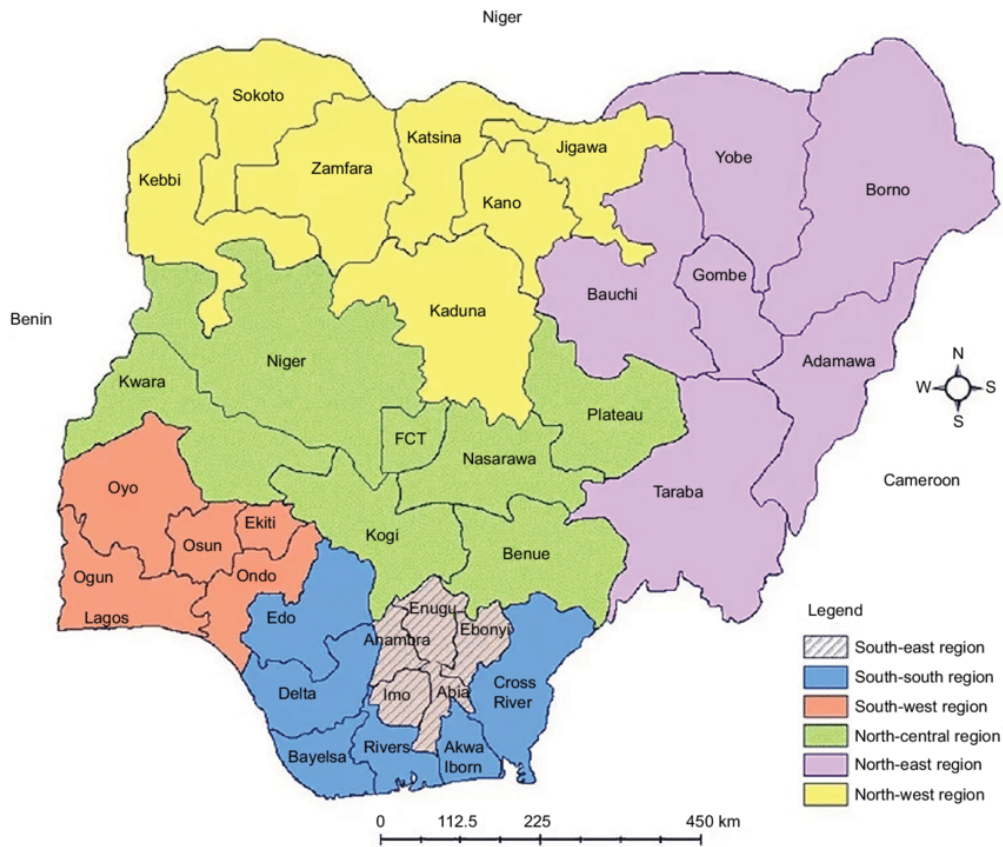 Niger
Sokoto
Katsina
Jigawa
Zamfara
Yobe
Kebbi
Kano
Borno
Gombe
Bauchi
Kaduna
Benin
Niger
Adamawa
N
W S
S
Kwara
Plateau
FCT
Nasarawa
Oyo
Taraba
Cameroon
Kogi
Ekiti
Osun
Benue
Ogun
Ondo
Lagos
Edo
Enugu
Ebonyi
Anambra
Cross
River
Delta
Imo
Abia
Bayelsa
Rivers
Akwa
Iborn
Legend
South-east region
South-south region
South-west region
North-central region
North-east region
North-west region
0 112.5 225 450 km